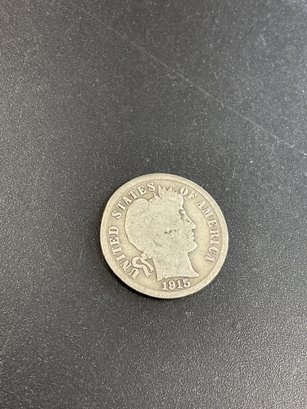 UNITED STATES OF AMERICA
1915